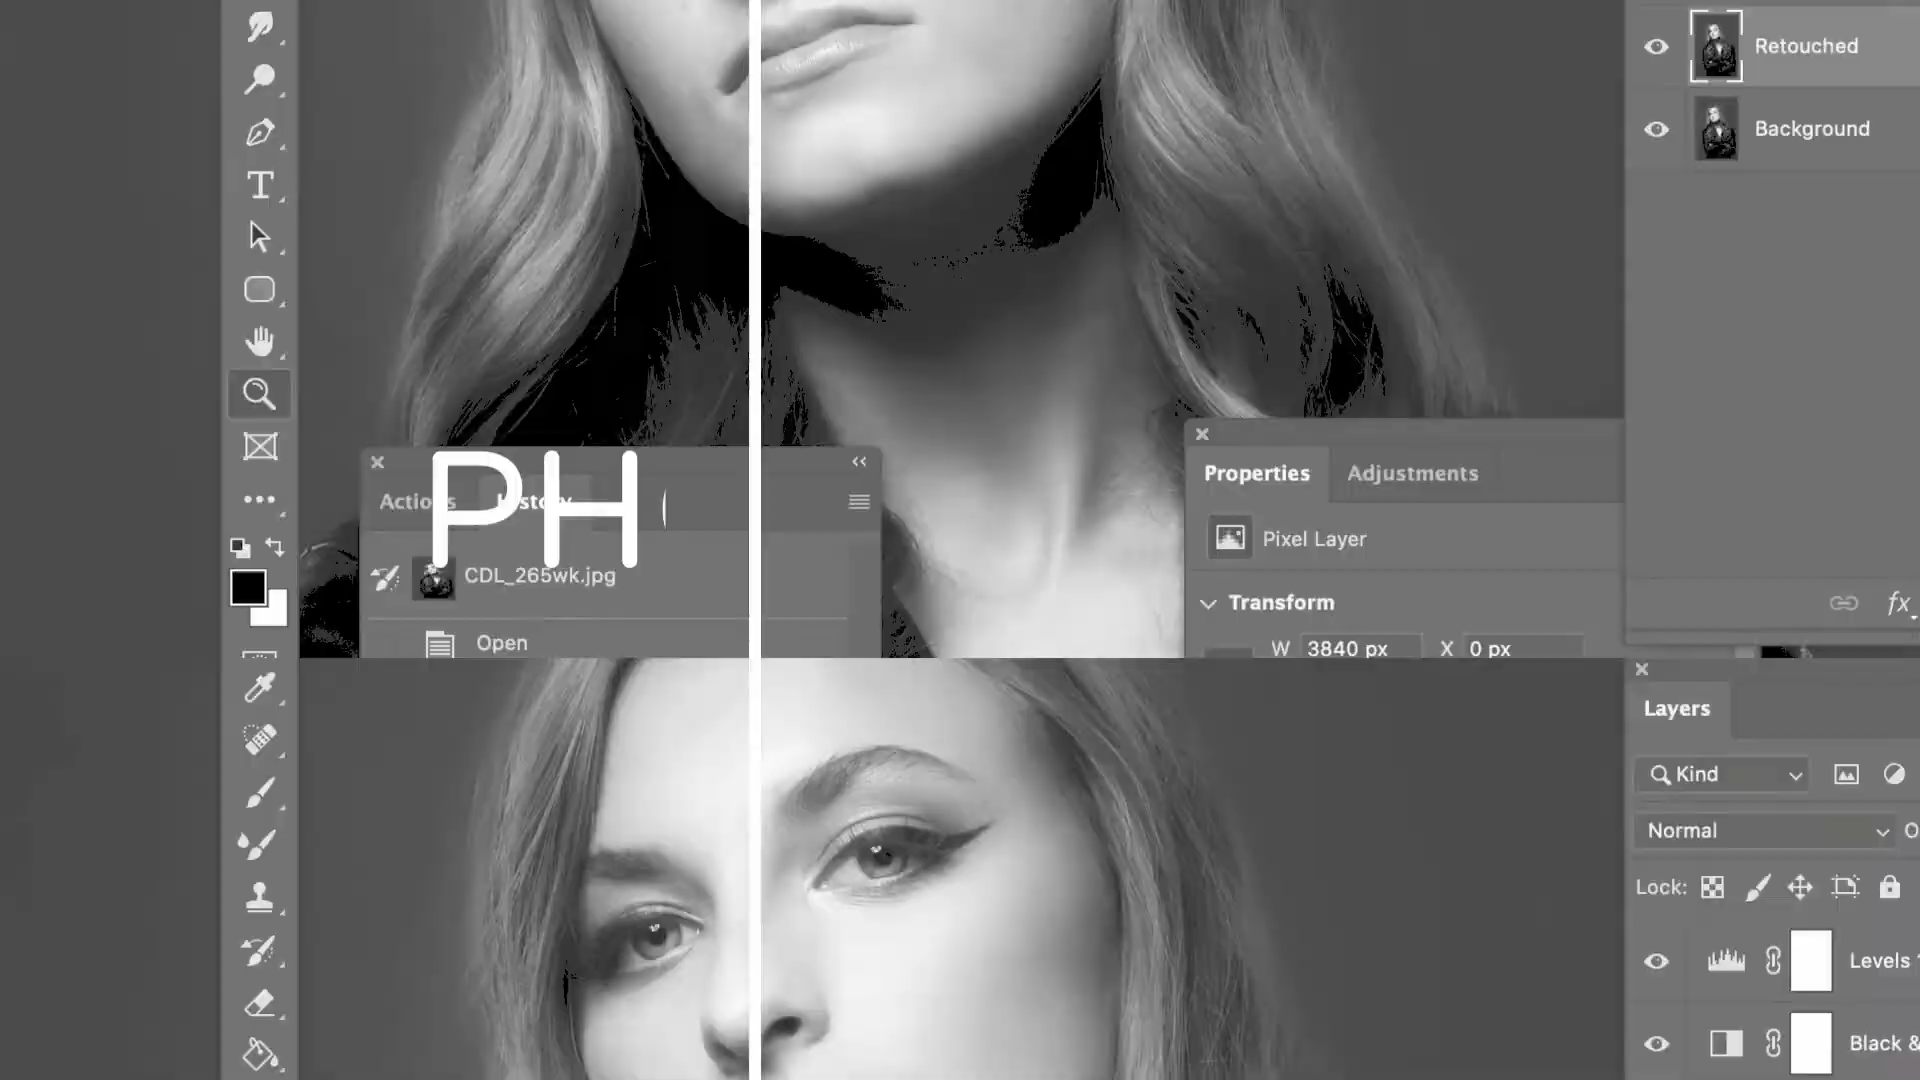 Retouched
Background
PH
Properties
Adjustments
CDL_265wk.jpg
Pixel Layer
Transform
fx
Open
W 3840 px X 0 px
Layers
Kind
Normal
Lock:
Levels
Black &